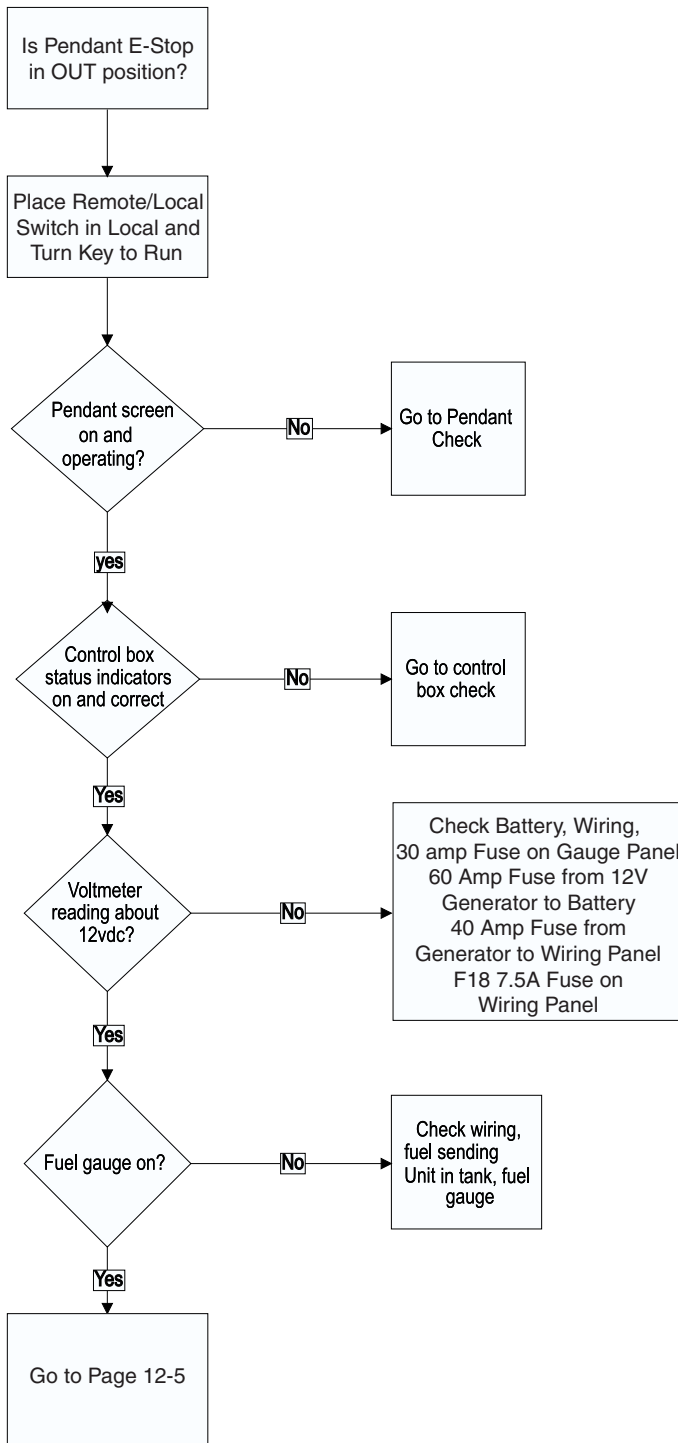 Is Pendant E-Stop
in OUT position?
Place Remote/Local
Switch in Local and
Turn Key to Run
Pendant screen
on and
operating?
No
Go to Pendant
Check
yes
Control box
status indicators
on and correct
No
Go to control
box check
Yes
Voltmeter
reading about
12vdc?
No
Check Battery, Wiring,
30 amp Fuse on Gauge Panel
60 Amp Fuse from 12V
Generator to Battery
40 Amp Fuse from
Generator to Wiring Panel
F18 7.5A Fuse on
Wiring Panel
Yes
Fuel gauge on?
No
Check wiring,
fuel sending
Unit in tank, fuel
gauge
Yes
Go to Page 12-5